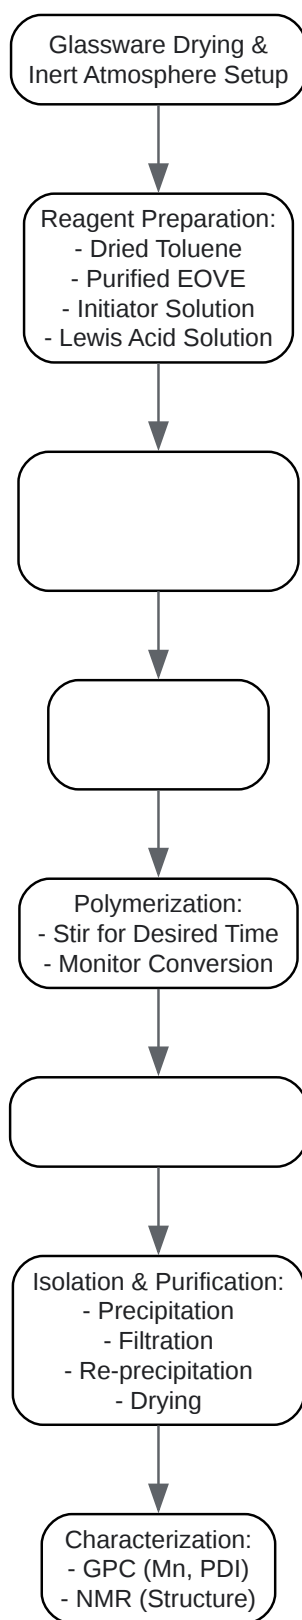 Glassware Drying &
Inert Atmosphere Setup
Reagent Preparation:
- Dried Toluene
- Purified EOVE
- Initiator Solution
- Lewis Acid Solution
Polymerization:
- Stir for Desired Time
- Monitor Conversion
Isolation & Purification:
- Precipitation
- Filtration
- Re-precipitation
- Drying
Characterization:
- GPC (Mn, PDI)
- NMR (Structure)